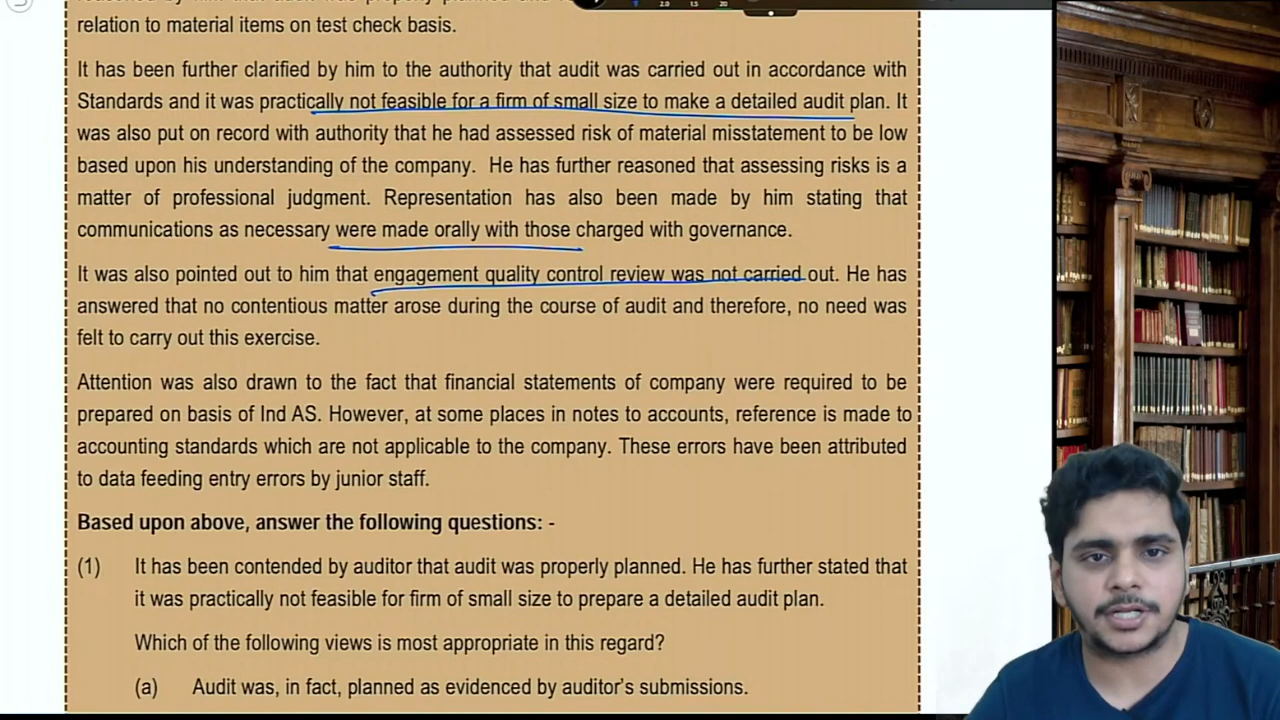 relation to material items on test check basis.
It has been further clarified by him to the authority that audit was carried out in accordance with
Standards and it was practically not feasible for a firm of small size to make a detailed audit plan. It
was also put on record with authority that he had assessed risk of material misstatement to be low
based upon his understanding of the company. He has further reasoned that assessing risks is a
matter of professional judgment. Representation has also been made by him stating that
communications as necessary were made orally with those charged with governance.
It was also pointed out to him that engagement quality control review was not carried out. He has
answered that no contentious matter arose during the course of audit and therefore, no need was
felt to carry out this exercise.
Attention was also drawn to the fact that financial statements of company were required to be
prepared on basis of Ind AS. However, at some places in notes to accounts, reference is made to
accounting standards which are not applicable to the company. These errors have been attributed
to data feeding entry errors by junior staff.
Based upon above, answer the following questions: -
(1) It has been contended by auditor that audit was properly planned. He has further stated that
it was practically not feasible for firm of small size to prepare a detailed audit plan.
Which of the following views is most appropriate in this regard?
(a) Audit was, in fact, planned as evidenced by auditor's submissions.